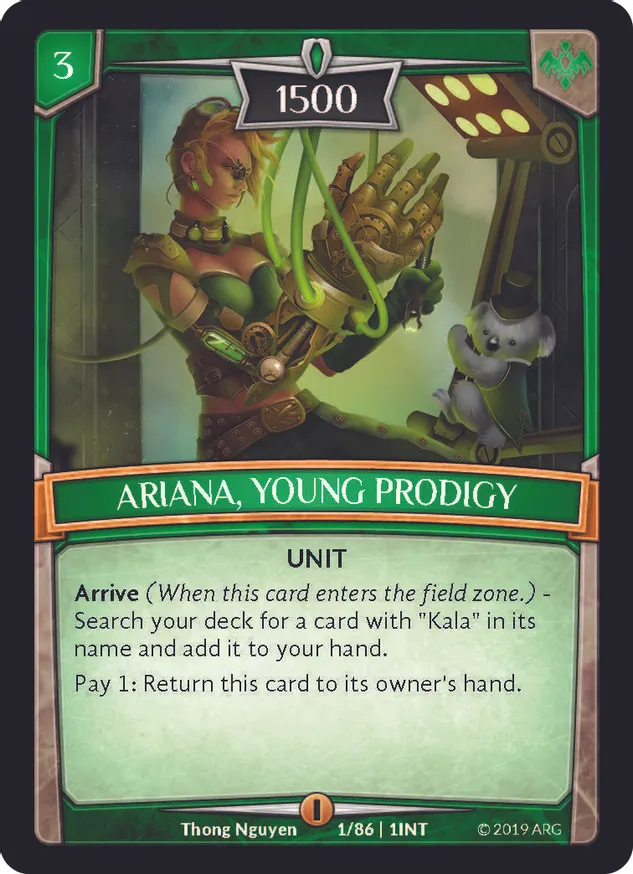 3
1500
ARIANA, YOUNG PRODIGY
UNIT
Arrive (When this card enters the field zone.) -
Search your deck for a card with "Kala" in its
name and add it to your hand.
Pay 1: Return this card to its owner's hand.
I
Thong Nguyen 1/86 | 1INT © 2019 ARG